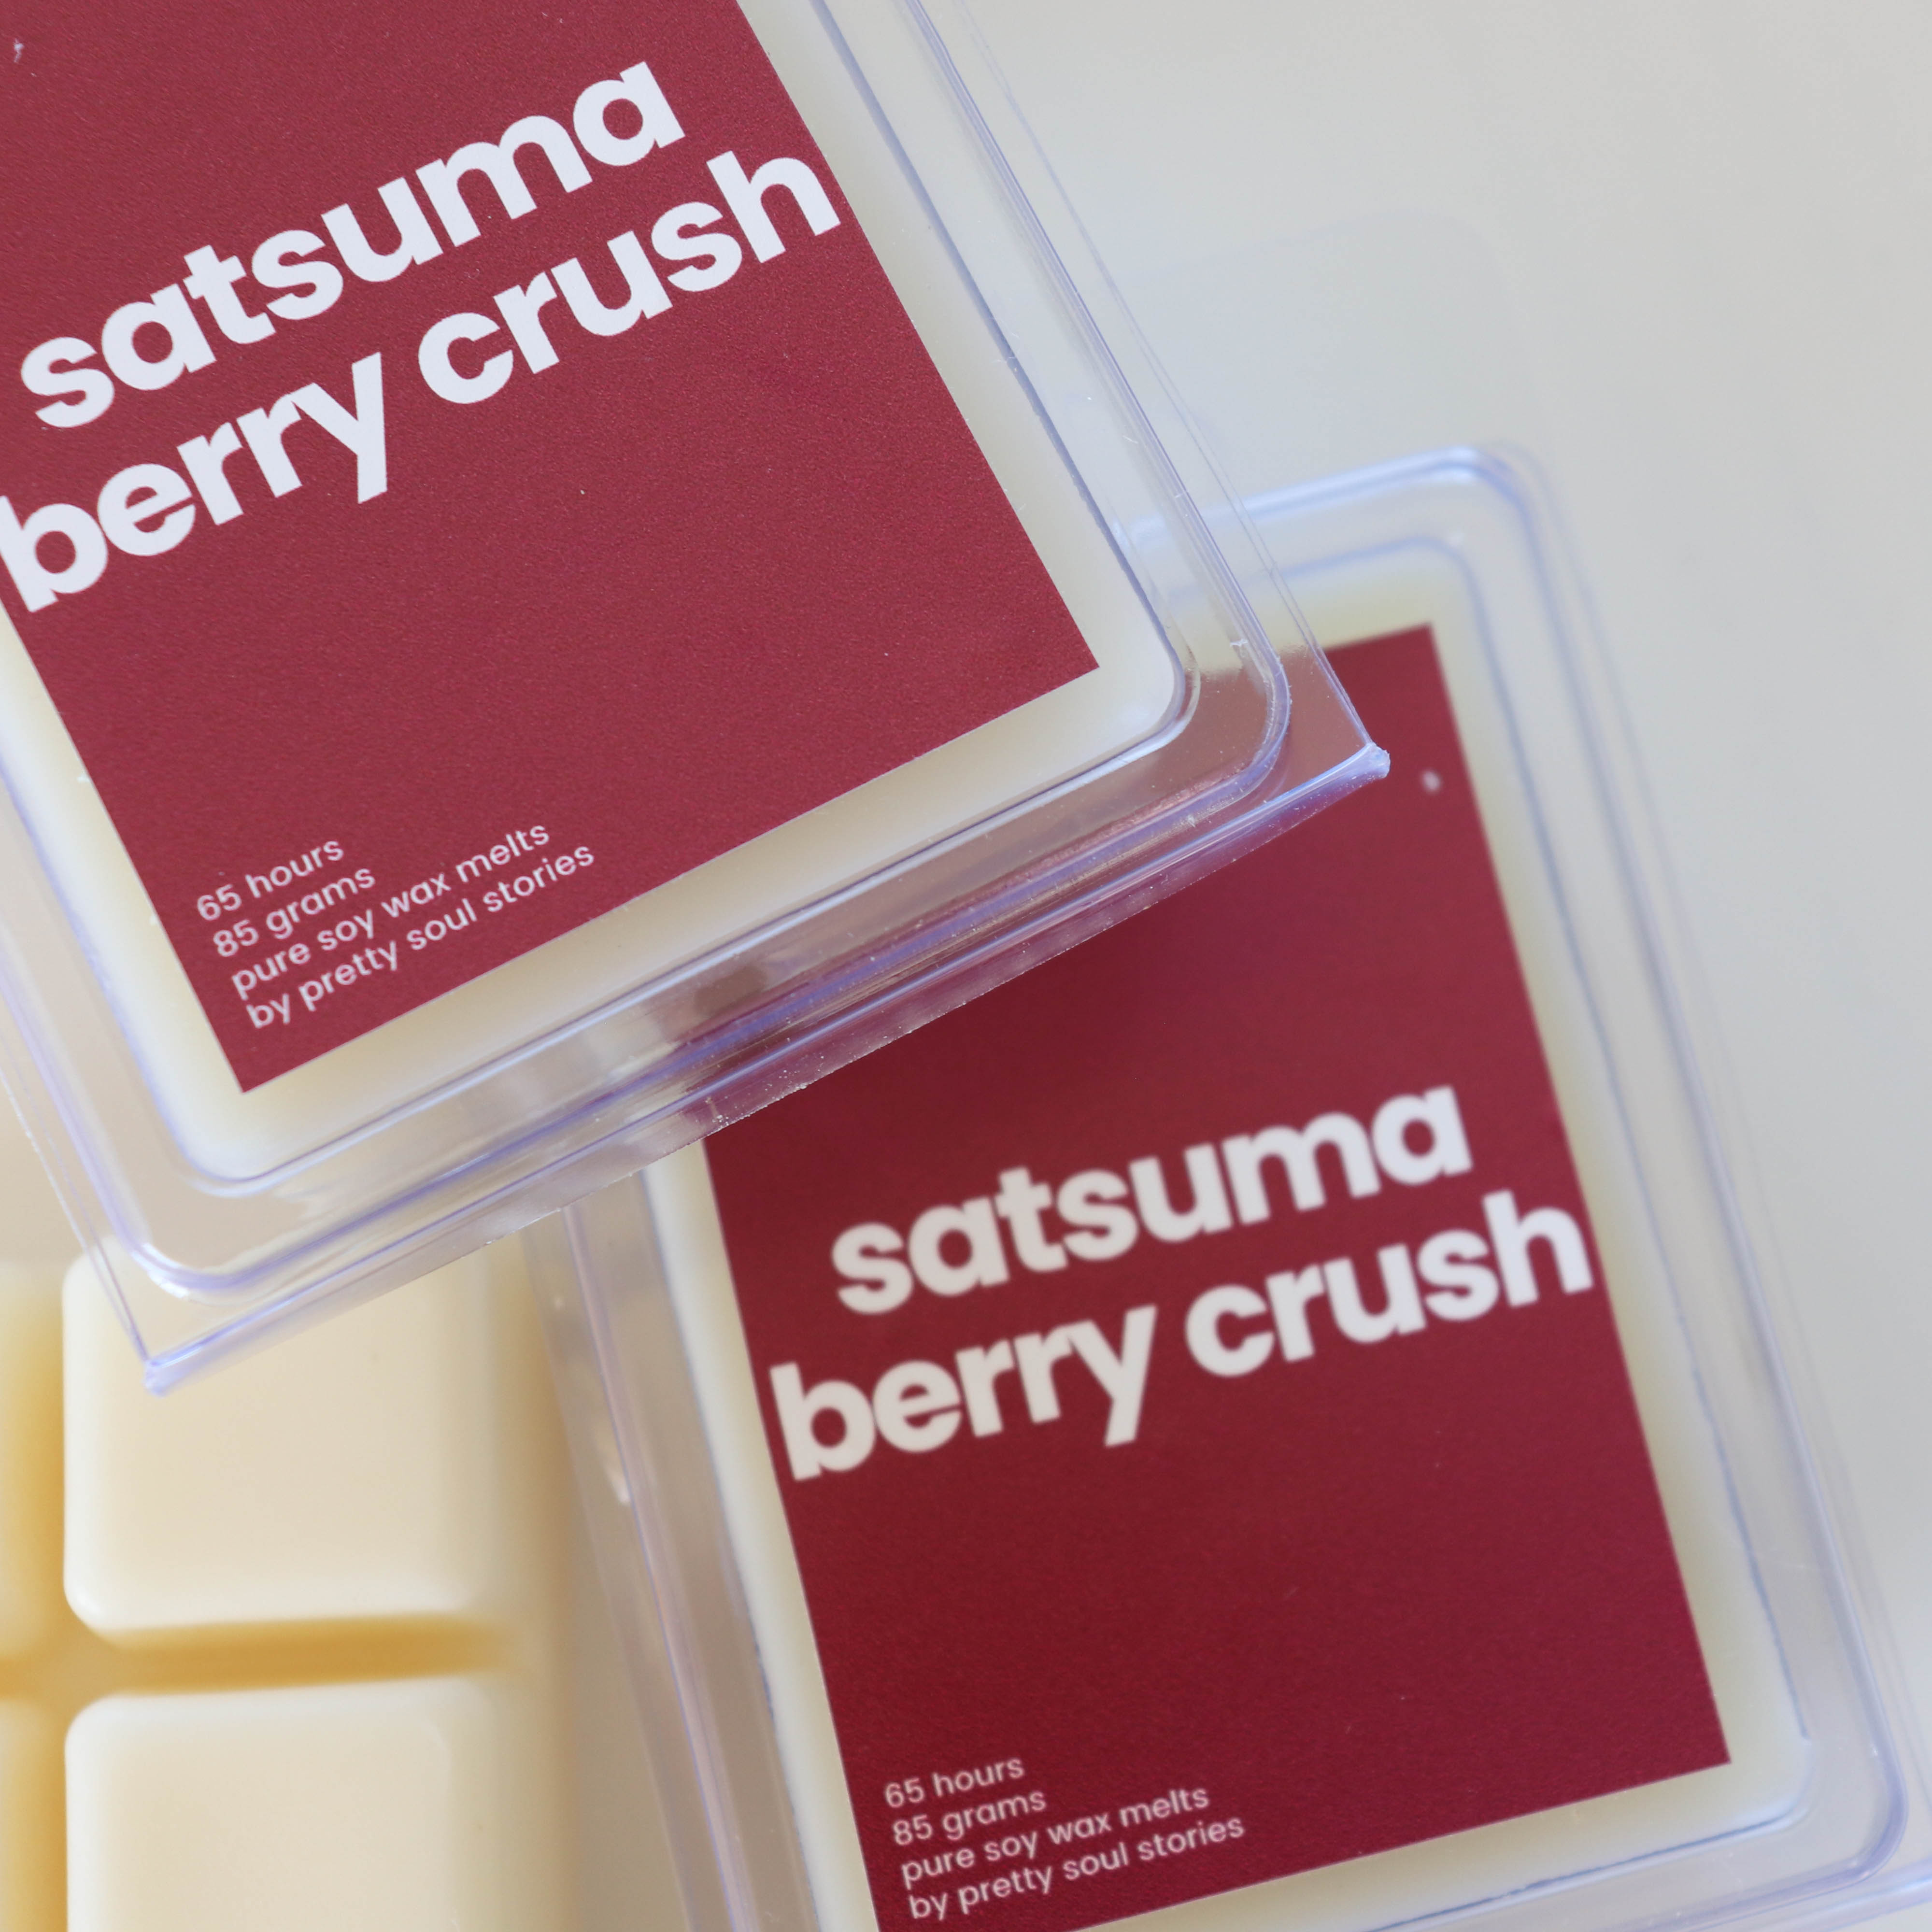 satsuma
berry crush
65 hours
85 grams
pure soy wax melts
by pretty soul stories
satsuma
berry crush
65 hours
85 grams
pure soy wax melts
by pretty soul stories